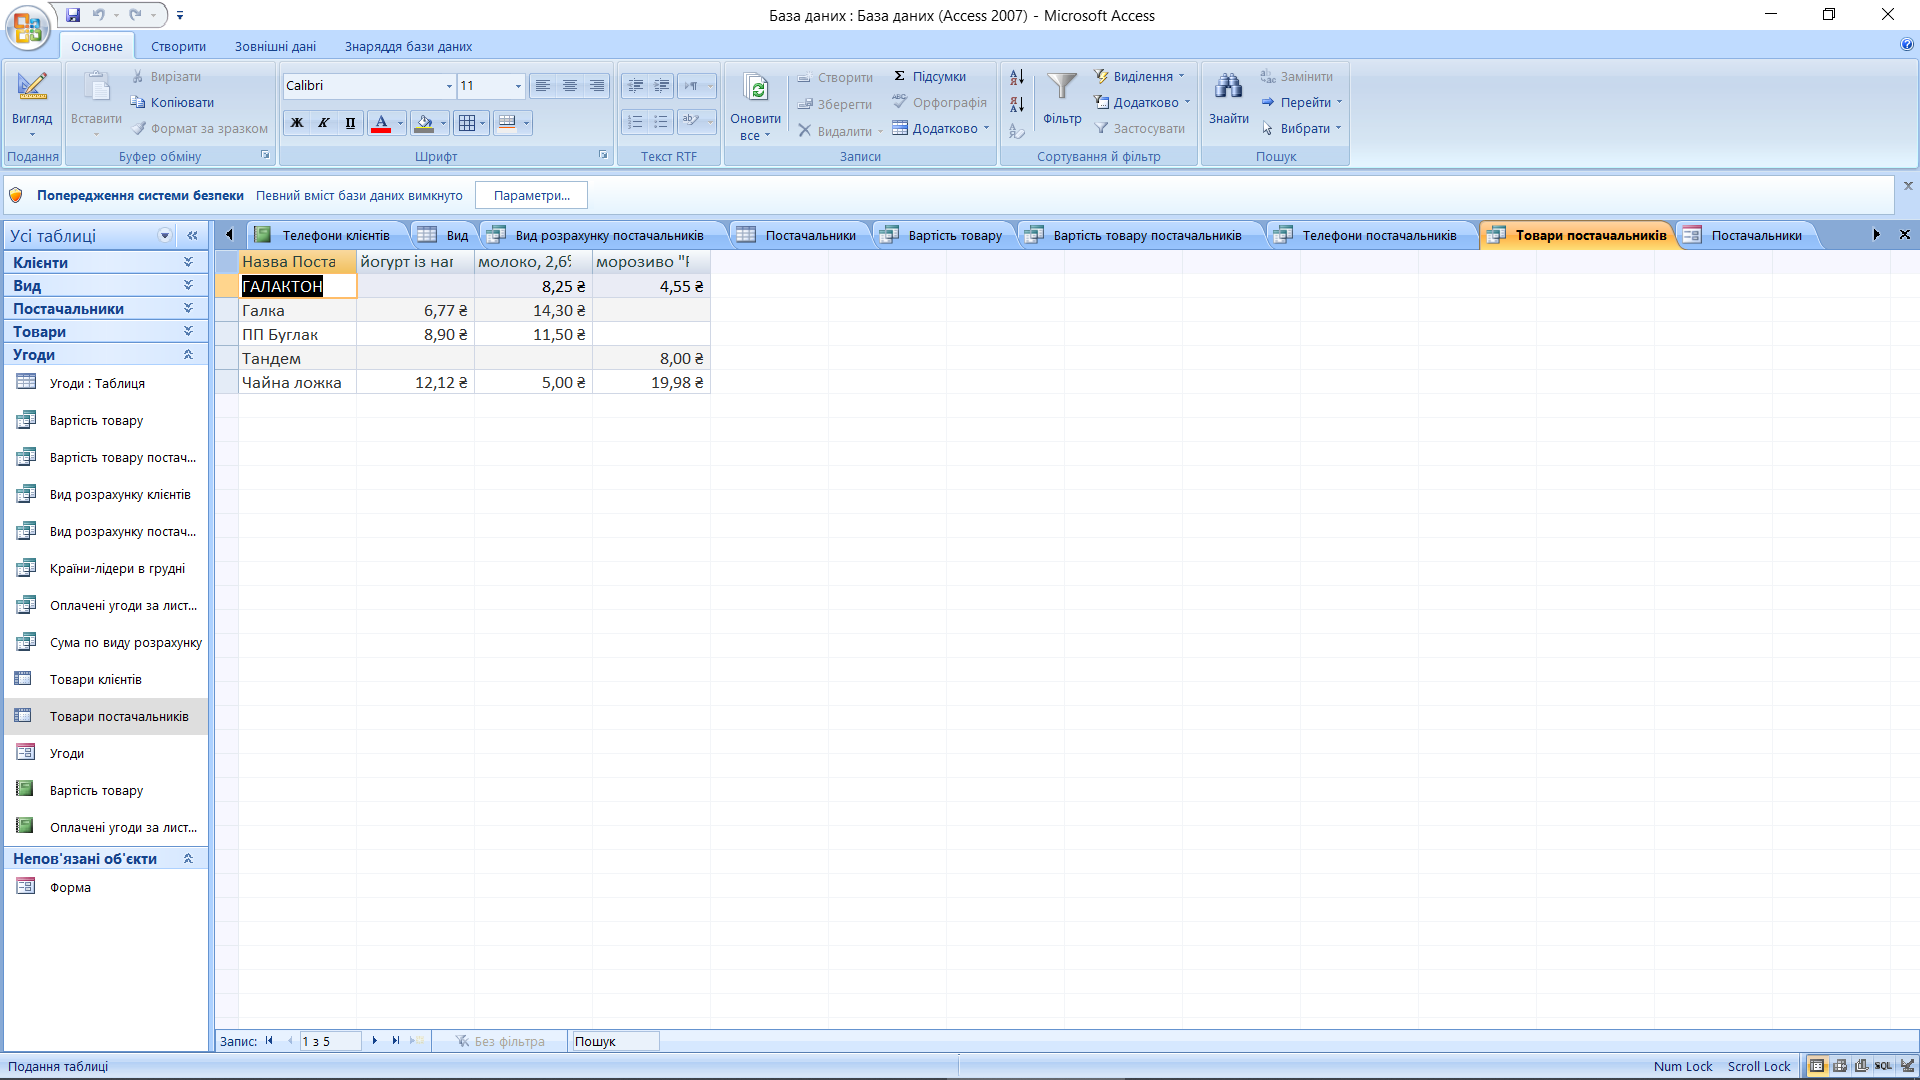 База даних : База даних (Access 2007) - Microsoft Access
Основне Створити Зовнішні дані Знаряддя бази даних
Вигляд
Подання
Вставити
Вирізати
Копіювати
Формат за зразком
Буфер обміну
Calibri 11
Ж К П А
Шрифт
Текст RTF
Оновити
все
Створити
Зберегти
Видалити
Σ Підсумки
Орфографія
Додатково
Записи
Фільтр
Виділення
Додатково
Застосувати
Сортування й фільтр
Знайти
Замінити
Перейти
Вибрати
Пошук
Попередження системи безпеки Певний вміст бази даних вимкнуто Параметри...
Усі таблиці
Клієнти
Вид
Постачальники
Товари
Угоди
Угоди : Таблиця
Вартість товару
Вартість товару постач...
Вид розрахунку клієнтів
Вид розрахунку постач...
Країни-лідери в грудні
Оплачені угоди за лист...
Сума по виду розрахунку
Товари клієнтів
Товари постачальників
Угоди
Вартість товару
Оплачені угоди за лист...
Непов'язані об'єкти
Форма
Телефони клієнтів Вид Вид розрахунку постачальників Постачальники Вартість товару Вартість товару постачальників Телефони постачальників Товари постачальників Постачальники
Назва Поста йогурт із нап молоко, 2,6% морозиво "
ГАЛАКТОН 8,25 ₴ 4,55 ₴
Галка 6,77 ₴ 14,30 ₴
ПП Буглак 8,90 ₴ 11,50 ₴
Тандем 8,00 ₴
Чайна ложка 12,12 ₴ 5,00 ₴ 19,98 ₴
Запис: 1 з 5 Без фільтра Пошук
Подання таблиці Num Lock Scroll Lock SQL